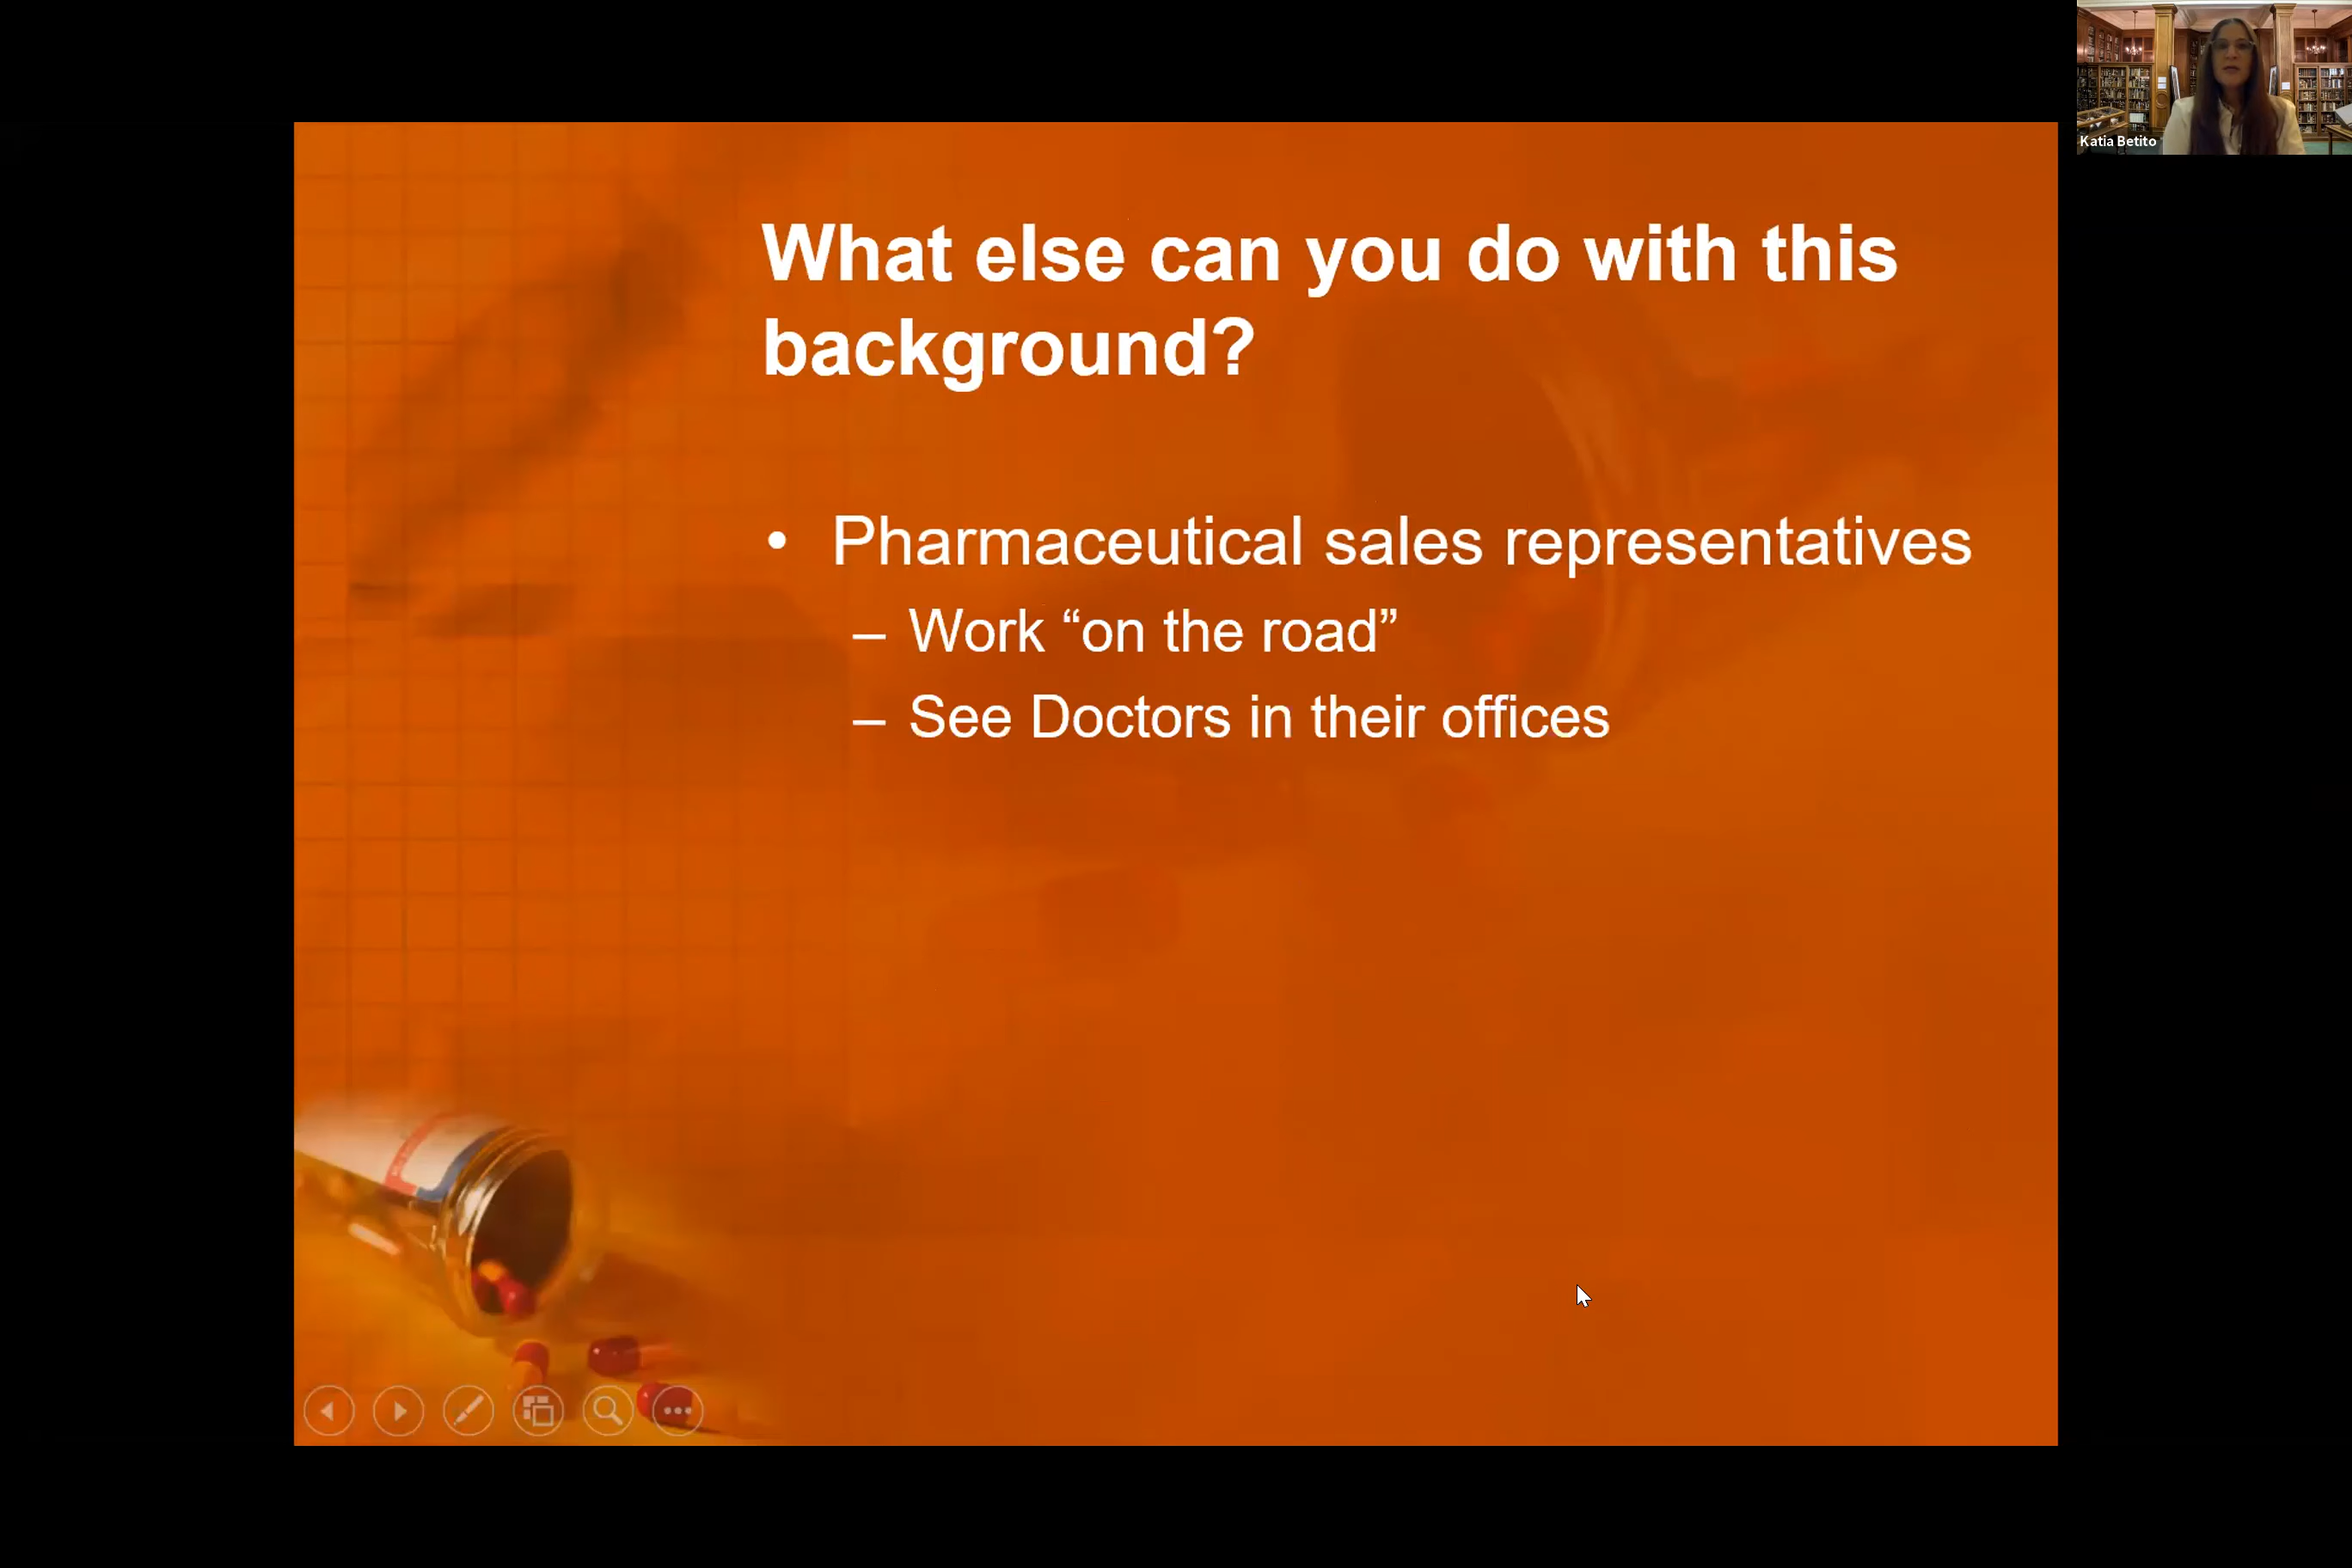 Katia Betito
What else can you do with this
background?
• Pharmaceutical sales representatives
– Work “on the road”
– See Doctors in their offices